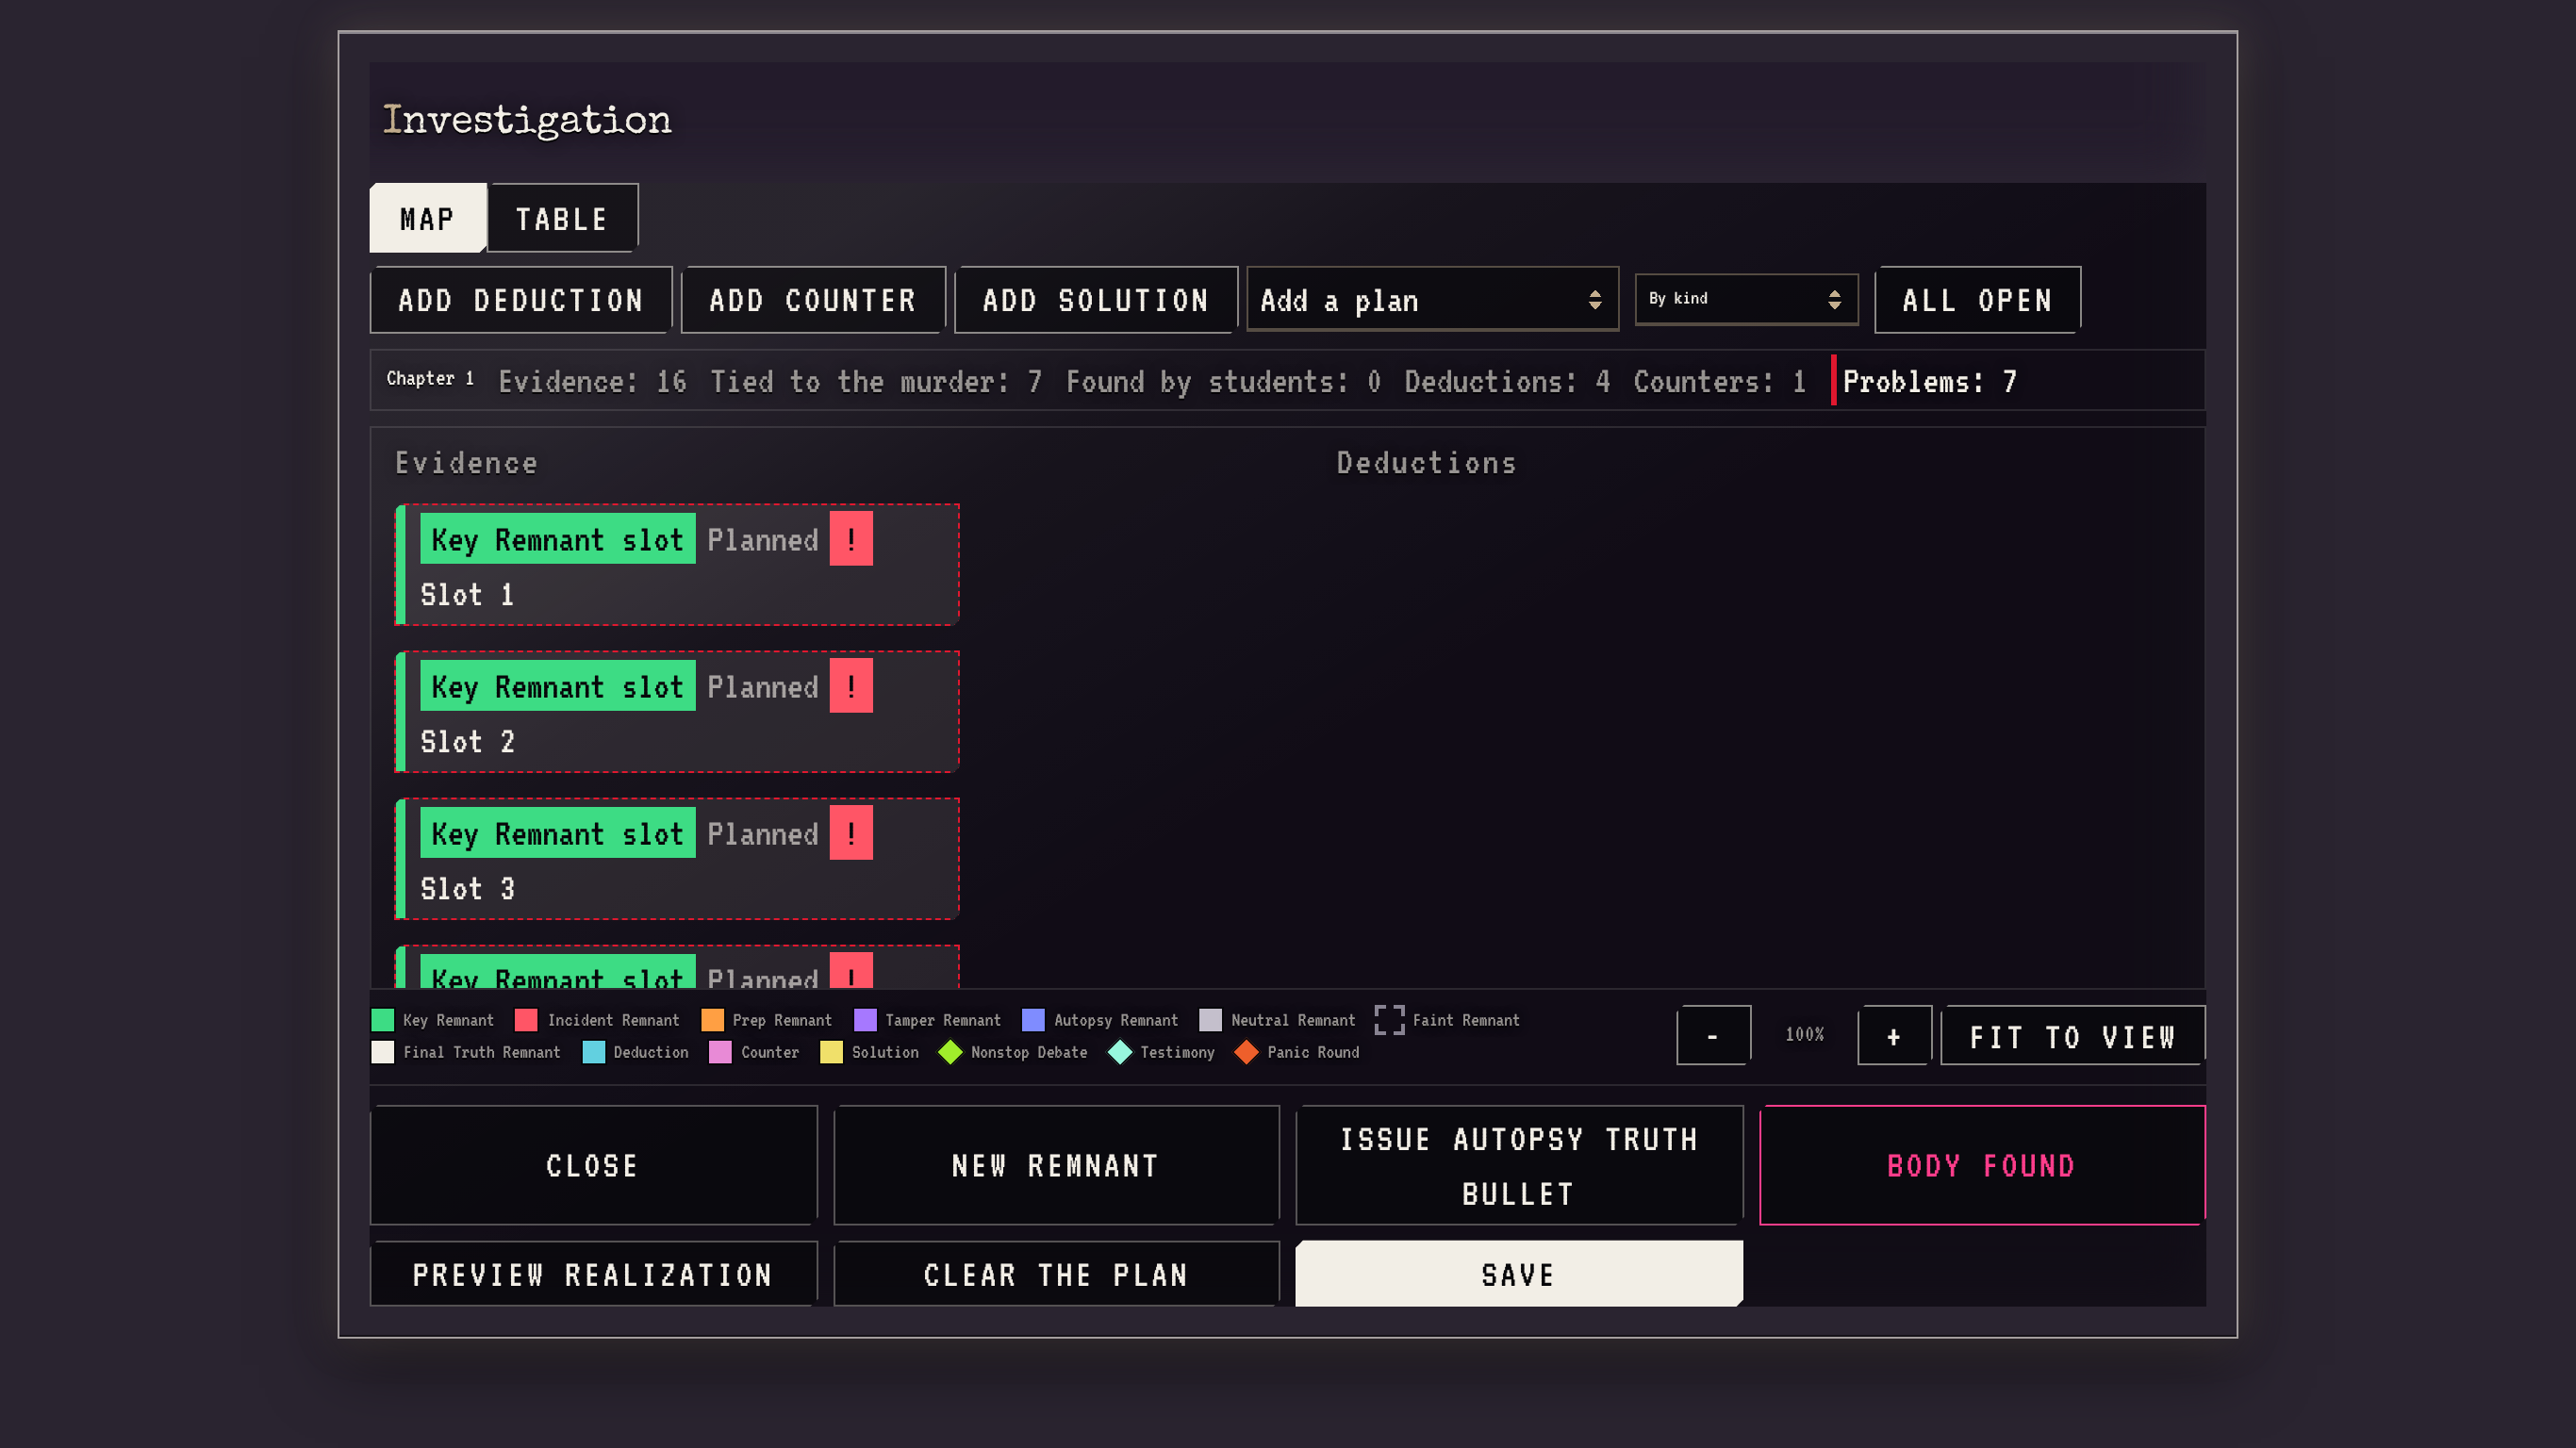 Investigation
MAP TABLE
ADD DEDUCTION ADD COUNTER ADD SOLUTION Add a plan By kind ALL OPEN
Chapter 1 Evidence: 16 Tied to the murder: 7 Found by students: 0 Deductions: 4 Counters: 1 Problems: 7
Evidence Deductions
Key Remnant slot Planned !
Slot 1
Key Remnant slot Planned !
Slot 2
Key Remnant slot Planned !
Slot 3
Key Remnant slot Planned !
Key Remnant Incident Remnant Prep Remnant Tamper Remnant Autopsy Remnant Neutral Remnant Faint Remnant
Final Truth Remnant Deduction Counter Solution Nonstop Debate Testimony Panic Round
- 100% + FIT TO VIEW
CLOSE NEW REMNANT ISSUE AUTOPSY TRUTH
BULLET BODY FOUND
PREVIEW REALIZATION CLEAR THE PLAN SAVE